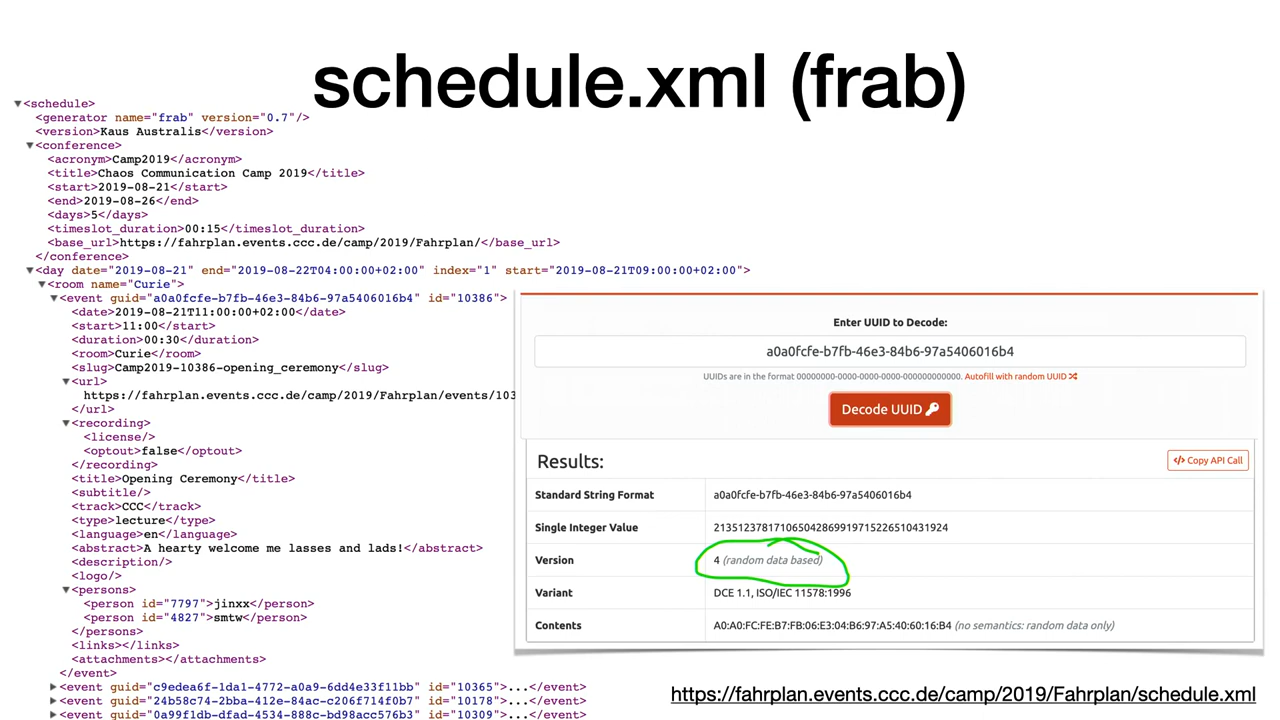 schedule.xml (frab)
▼<schedule>
<generator name="frab" version="0.7"/>
<version>Kaus Australis</version>
▼<conference>
<acronym>Camp2019</acronym>
<title>Chaos Communication Camp 2019</title>
<start>2019-08-21</start>
<end>2019-08-26</end>
<days>5</days>
<timeslot_duration>00:15</timeslot_duration>
<base_url>https://fahrplan.events.ccc.de/camp/2019/Fahrplan/</base_url>
</conference>
▼<day date="2019-08-21" end="2019-08-22T04:00:00+02:00" index="1" start="2019-08-21T09:00:00+02:00">
▼<room name="Curie">
▼<event guid="a0a0fcfe-b7fb-46e3-84b6-97a5406016b4" id="10386">
<date>2019-08-21T11:00:00+02:00</date>
<start>11:00</start>
<duration>00:30</duration>
<room>Curie</room>
<slug>Camp2019-10386-opening_ceremony</slug>
▼<url>
https://fahrplan.events.ccc.de/camp/2019/Fahrplan/events/103
</url>
▼<recording>
<license/>
<optout>false</optout>
</recording>
<title>Opening Ceremony</title>
<subtitle/>
<track>CCC</track>
<type>lecture</type>
<language>en</language>
<abstract>A hearty welcome me lasses and lads!</abstract>
<description/>
<logo/>
▼<persons>
<person id="7797">jinxx</person>
<person id="4827">smtw</person>
</persons>
<links></links>
<attachments></attachments>
</event>
▶<event guid="c9edea6f-1da1-4772-a0a9-6dd4e33f11bb" id="10365">...</event>
▶<event guid="24b58c74-2bba-412e-84ac-c206f714f0b7" id="10178">...</event>
▶<event guid="0a99f1db-dfad-4534-888c-bd98acc576b3" id="10309">...</event>
Enter UUID to Decode:
a0a0fcfe-b7fb-46e3-84b6-97a5406016b4
UUIDs are in the format 00000000-0000-0000-0000-000000000000. Autofill with random UUID
Decode UUID
Results:
</> Copy API Call
Standard String Format a0a0fcfe-b7fb-46e3-84b6-97a5406016b4
Single Integer Value 213512378171065042869919715226510431924
Version 4 (random data based)
Variant DCE 1.1, ISO/IEC 11578:1996
Contents A0:A0:FC:FE:B7:FB:06:E3:04:B6:97:A5:40:60:16:B4 (no semantics: random data only)
https://fahrplan.events.ccc.de/camp/2019/Fahrplan/schedule.xml